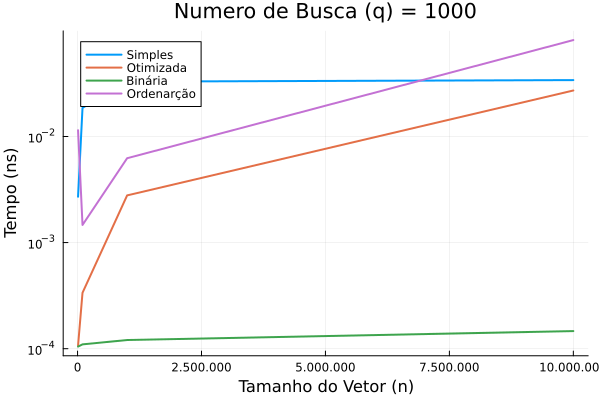 Numero de Busca (q) = 1000
Simples
Otimizada
Binária
Ordenarção
Tempo (ns)
10⁻²
10⁻³
10⁻⁴
0 2.500.000 5.000.000 7.500.000 10.000.00
Tamanho do Vetor (n)